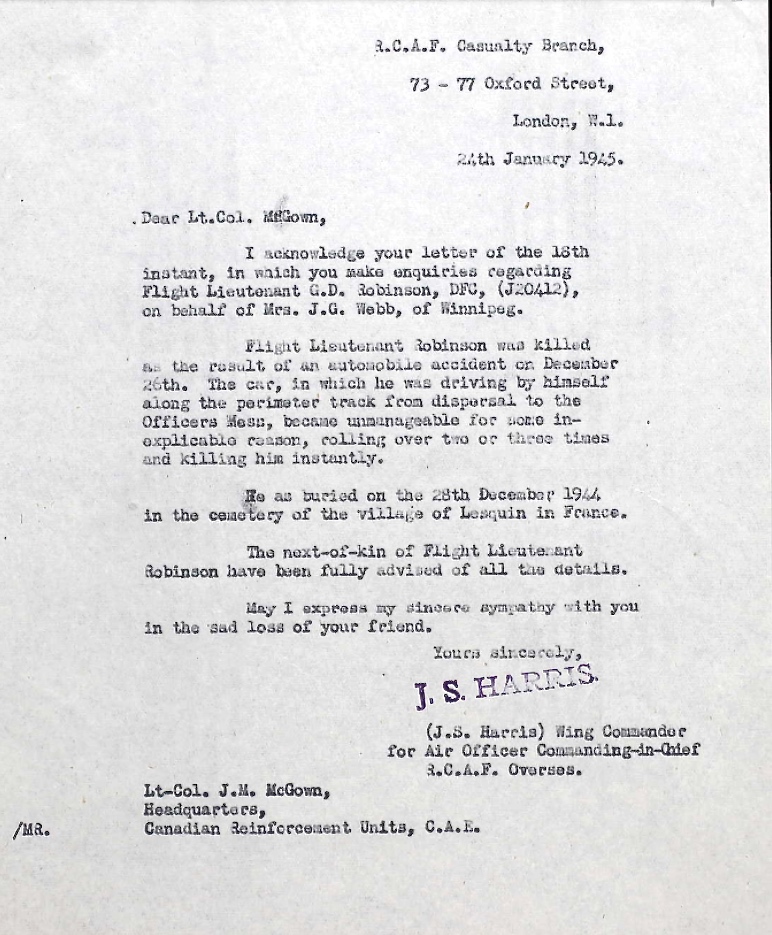 R.C.A.F. Casualty Branch,
73 - 77 Oxford Street,
London, W.1.
24th January 1945.
.Dear Lt.Col. McGown,
I acknowledge your letter of the 18th
instant, in which you make enquiries regarding
Flight Lieutenant G.D. Robinson, DFC, (J20412),
on behalf of Mrs. J.G. Webb, of Winnipeg.
Flight Lieutenant Robinson was killed
as the result of an automobile accident on December
26th. The car, in which he was driving by himself
along the perimeter track from dispersal to the
Officers Mess, became unmanageable for some in-
explicable reason, rolling over two or three times
and killing him instantly.
He as buried on the 28th December 1944
in the cemetery of the village of Lesquin in France.
The next-of-kin of Flight Lieutenant
Robinson have been fully advised of all the details.
May I express my sincere sympathy with you
in the sad loss of your friend.
Yours sincerely,
J. S. HARRIS.
(J.S. Harris) Wing Commander
for Air Officer Commanding-in-Chief
R.C.A.F. Overses.
Lt-Col. J.M. McGown,
Headquarters,
/MR. Canadian Reinforcement Units, C.A.E.